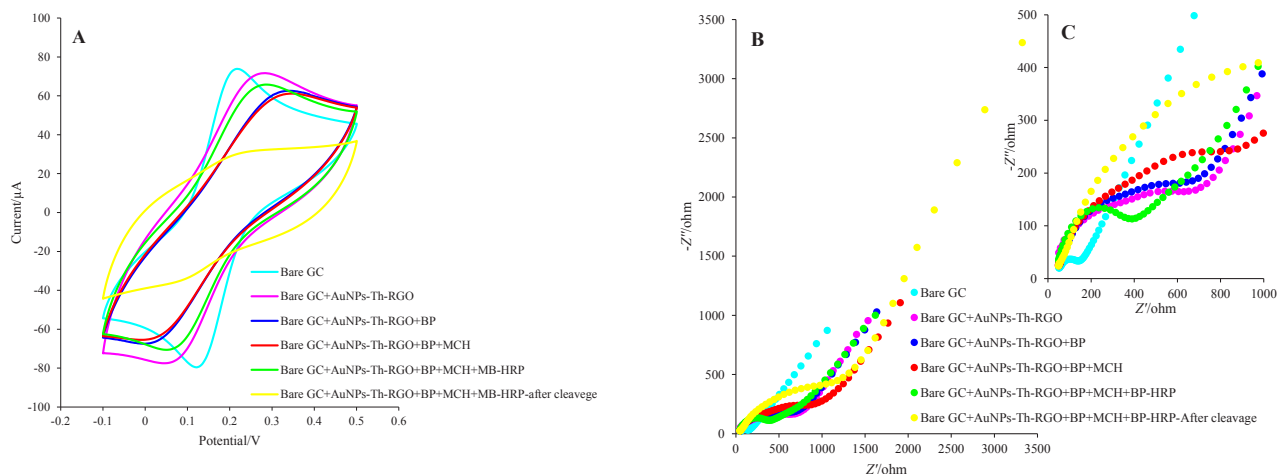 A
Current/µA
100
80
60
40
20
0
-20
-40
-60
-80
-100
-0.1 0 0.1 0.2 0.3 0.4 0.5 0.6
Potential/V
Bare GC
Bare GC+AuNPs-Th-RGO
Bare GC+AuNPs-Th-RGO+BP
Bare GC+AuNPs-Th-RGO+BP+MCH
Bare GC+AuNPs-Th-RGO+BP+MCH+MB-HRP
Bare GC+AuNPs-Th-RGO+BP+MCH+MB-HRP-after cleavege
B
-Z''/ohm
3500
3000
2500
2000
1500
1000
500
0
0 500 1000 1500 2000 2500 3000 3500
Z'/ohm
Bare GC
Bare GC+AuNPs-Th-RGO
Bare GC+AuNPs-Th-RGO+BP
Bare GC+AuNPs-Th-RGO+BP+MCH
Bare GC+AuNPs-Th-RGO+BP+MCH+BP-HRP
Bare GC+AuNPs-Th-RGO+BP+MCH+BP-HRP-After cleavage
C
-Z''/ohm
500
400
300
200
100
0
0 200 400 600 800 1000
Z'/ohm